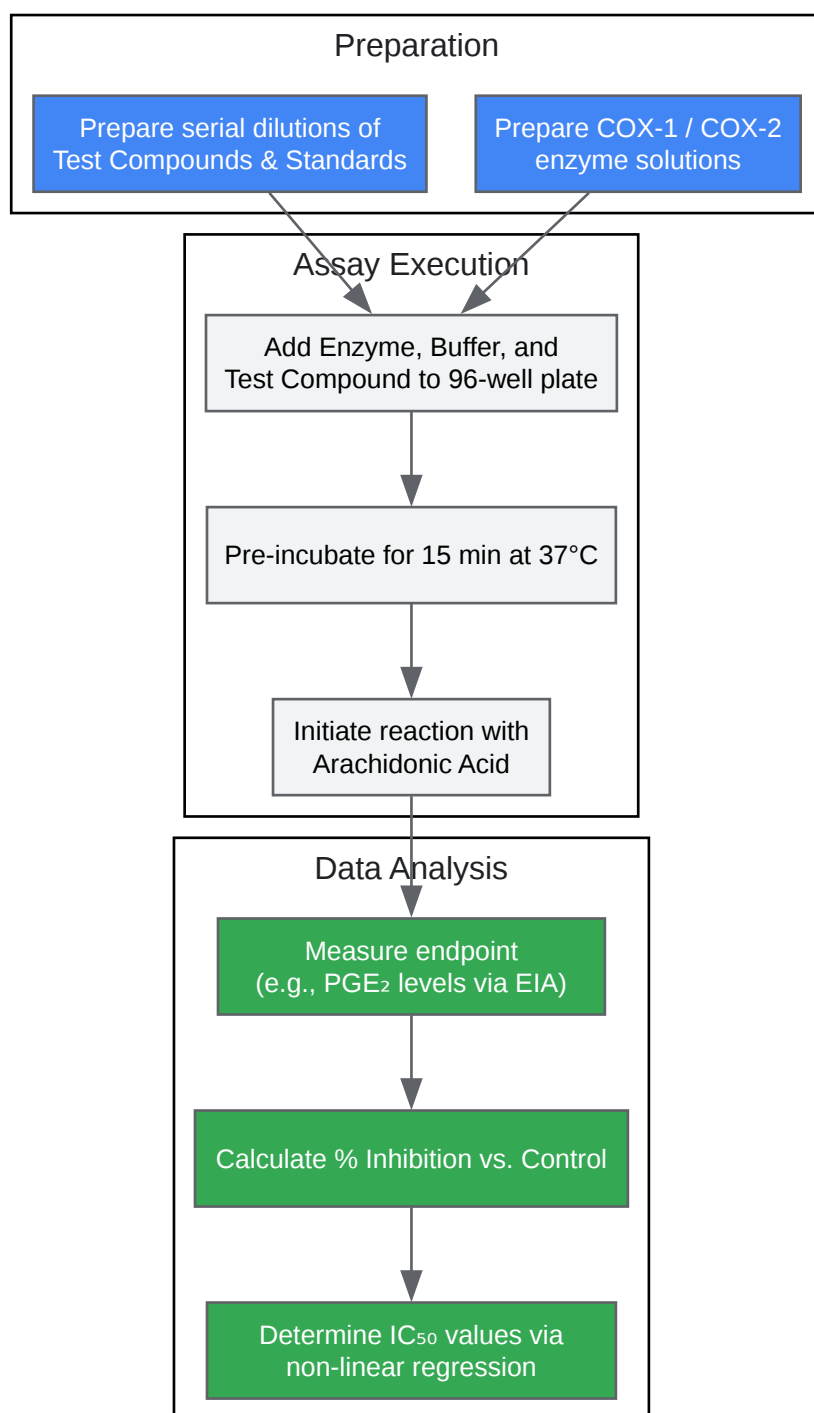 Preparation
Prepare serial dilutions of
Test Compounds & Standards
Prepare COX-1 / COX-2
enzyme solutions
Assay Execution
Add Enzyme, Buffer, and
Test Compound to 96-well plate
Pre-incubate for 15 min at 37°C
Initiate reaction with
Arachidonic Acid
Data Analysis
Measure endpoint
(e.g., PGE₂ levels via EIA)
Calculate % Inhibition vs. Control
Determine IC₅₀ values via
non-linear regression